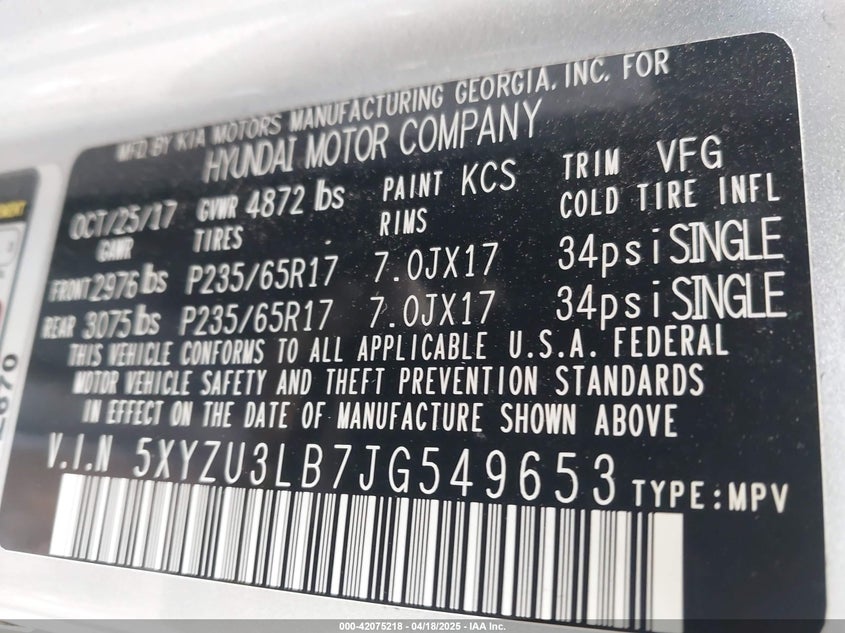 MFD.BY KIA MOTORS MANUFACTURING GEORGIA.INC. FOR
HYUNDAI MOTOR COMPANY
OCT/25/17 GVWR 4872 lbs PAINT KCS TRIM VFG
GAWR TIRES RIMS COLD TIRE INFL
FRONT 2976 lbs P235/65R17 7.0JX17 34psi SINGLE
REAR 3075 lbs P235/65R17 7.0JX17 34psi SINGLE
THIS VEHICLE CONFORMS TO ALL APPLICABLE U.S.A. FEDERAL
MOTOR VEHICLE SAFETY AND THEFT PREVENTION STANDARDS
IN EFFECT ON THE DATE OF MANUFACTURE SHOWN ABOVE
V.I.N 5XYZU3LB7JG549653 TYPE:MPV
000-42075218 - 04/18/2025 - IAA Inc.